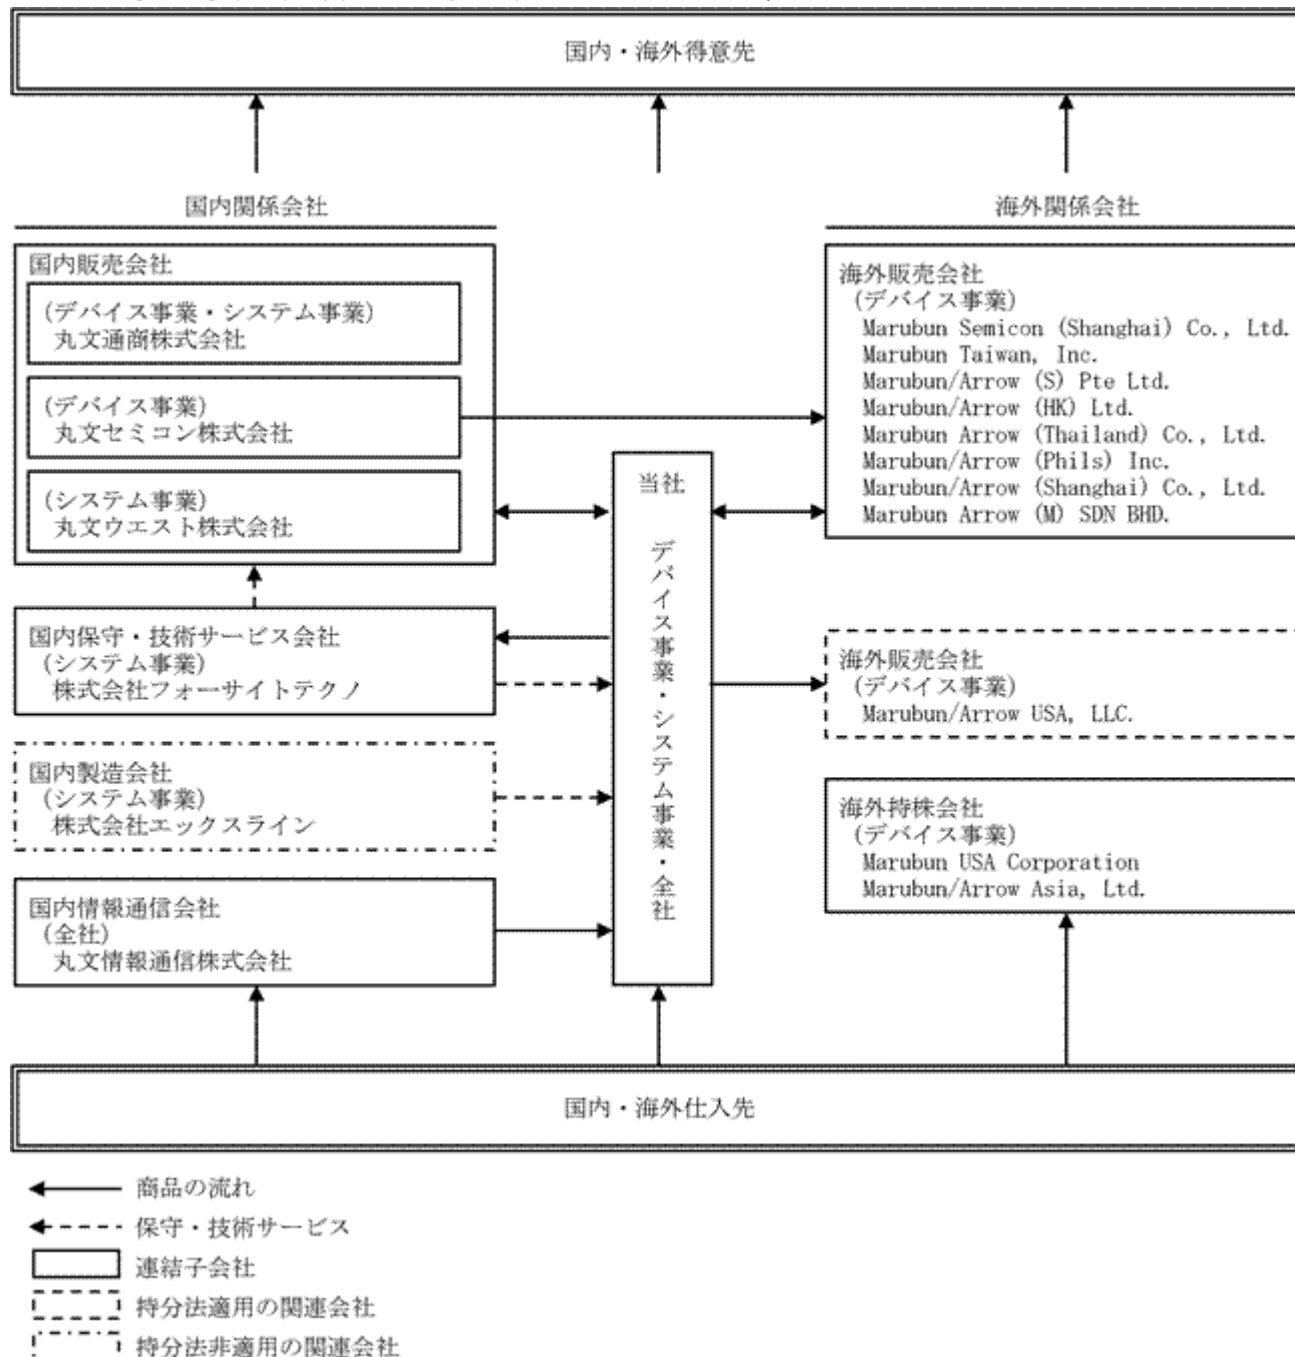 国内・海外得意先
国内関係会社
海外関係会社
国内販売会社
(デバイス事業・システム事業)
丸文通商株式会社
(デバイス事業)
丸文セミコン株式会社
(システム事業)
丸文ウエスト株式会社
国内保守・技術サービス会社
(システム事業)
株式会社フォーサイトテクノ
国内製造会社
(システム事業)
株式会社エックスライン
国内情報通信会社
(全社)
丸文情報通信株式会社
当社 デバイス事業・システム事業・全社
海外販売会社
(デバイス事業)
Marubun Semicon (Shanghai) Co., Ltd.
Marubun Taiwan, Inc.
Marubun/Arrow (S) Pte Ltd.
Marubun/Arrow (HK) Ltd.
Marubun Arrow (Thailand) Co., Ltd.
Marubun/Arrow (Phils) Inc.
Marubun/Arrow (Shanghai) Co., Ltd.
Marubun Arrow (M) SDN BHD.
海外販売会社
(デバイス事業)
Marubun/Arrow USA, LLC.
海外持株会社
(デバイス事業)
Marubun USA Corporation
Marubun/Arrow Asia, Ltd.
国内・海外仕入先
商品の流れ
保守・技術サービス
連結子会社
持分法適用の関連会社
持分法非適用の関連会社